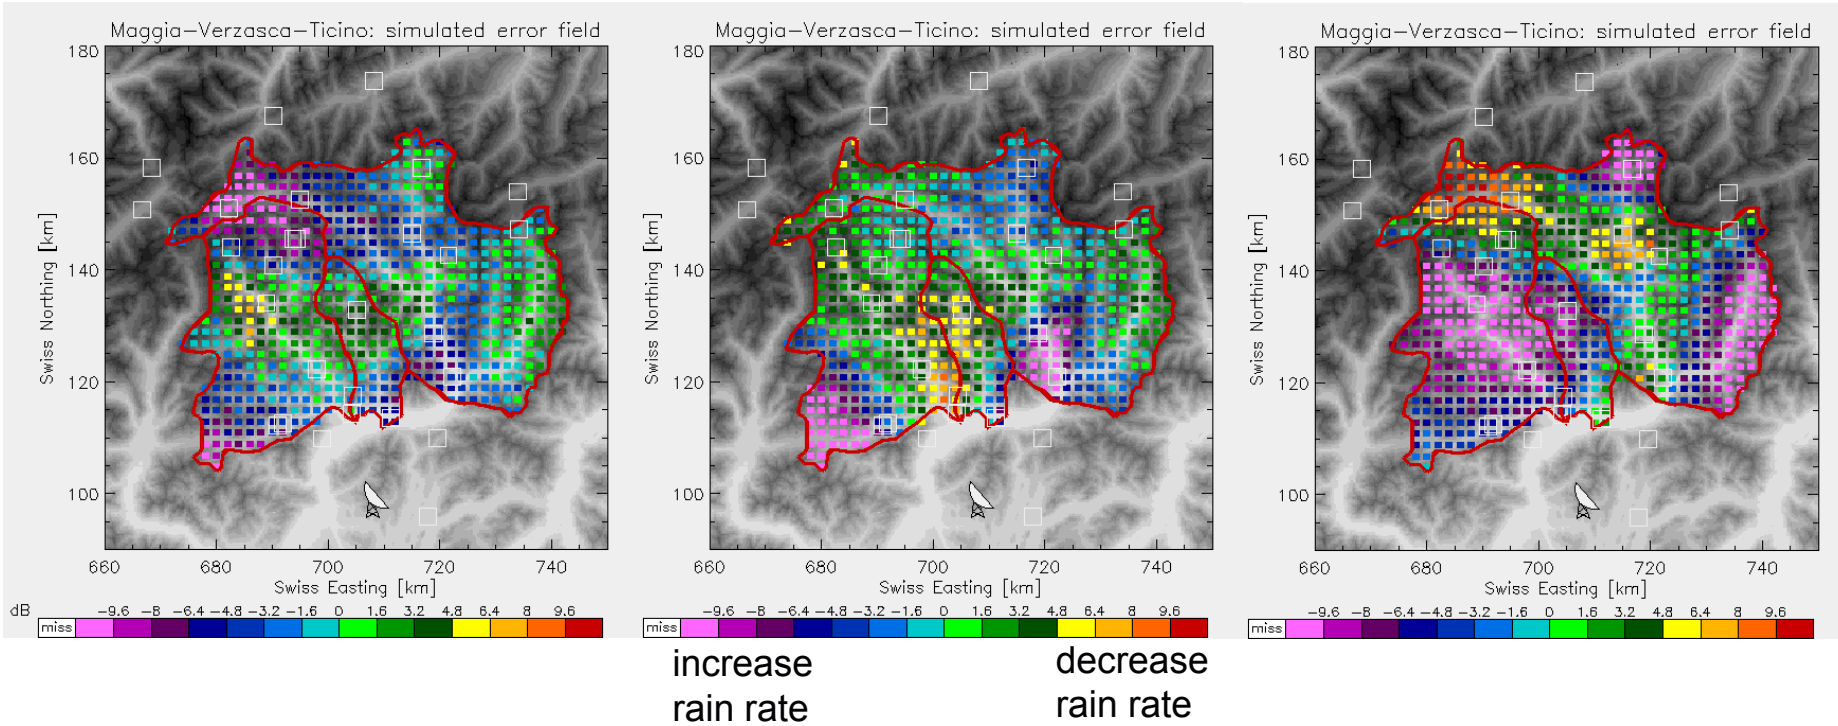 Maggia-Verzasca-Ticino: simulated error field
180
160
140
120
100
Swiss Northing [km]
660 680 700 720 740
Swiss Easting [km]
dB -9.6 -8 -6.4 -4.8 -3.2 -1.6 0 1.6 3.2 4.8 6.4 8 9.6
miss
Maggia-Verzasca-Ticino: simulated error field
180
160
140
120
100
Swiss Northing [km]
660 680 700 720 740
Swiss Easting [km]
-9.6 -8 -6.4 -4.8 -3.2 -1.6 0 1.6 3.2 4.8 6.4 8 9.6
miss
Maggia-Verzasca-Ticino: simulated error field
180
160
140
120
100
Swiss Northing [km]
660 680 700 720 740
Swiss Easting [km]
-9.6 -8 -6.4 -4.8 -3.2 -1.6 0 1.6 3.2 4.8 6.4 8 9.6
miss
increase
rain rate
decrease
rain rate